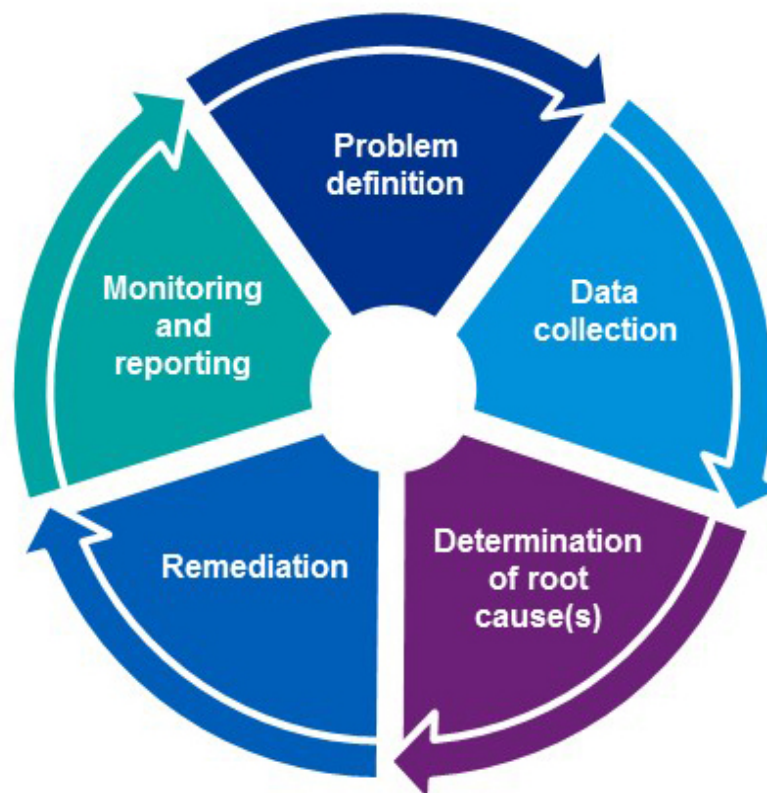 Problem
definition
Data
collection
Determination
of root
cause(s)
Remediation
Monitoring
and
reporting